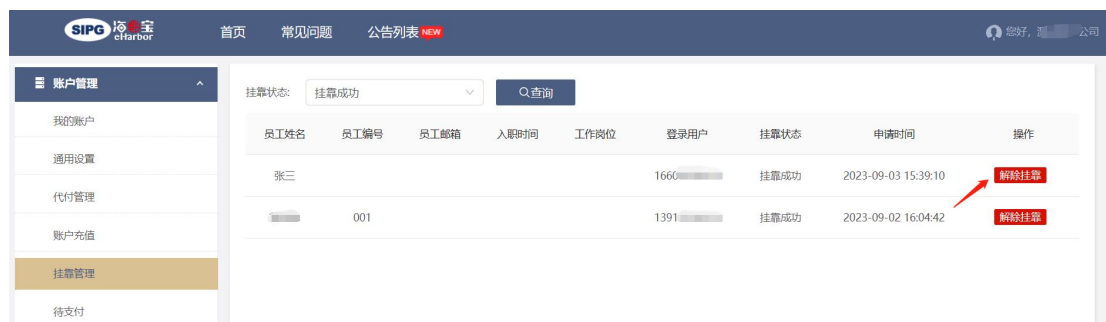 SIPG 海 宝 eHarbor 首页 常见问题 公告列表 NEW 您好, 公司
账户管理
挂靠状态: 挂靠成功 查询
我的账户
员工姓名 员工编号 员工邮箱 入职时间 工作岗位 登录用户 挂靠状态 申请时间 操作
通用设置
张三 1660 挂靠成功 2023-09-03 15:39:10 解除挂靠
代付管理
001 1391 挂靠成功 2023-09-02 16:04:42 解除挂靠
账户充值
挂靠管理
待支付